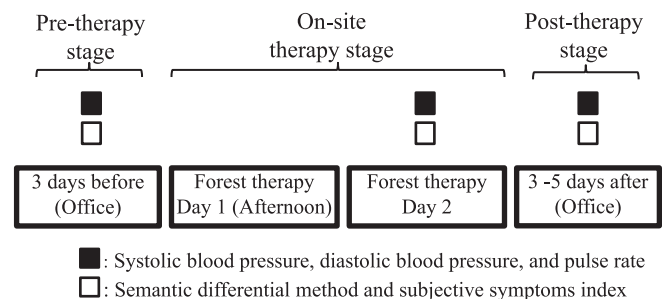 Pre-therapy
stage
On-site
therapy stage
Post-therapy
stage
3 days before
(Office)
Forest therapy
Day 1 (Afternoon)
Forest therapy
Day 2
3 -5 days after
(Office)
: Systolic blood pressure, diastolic blood pressure, and pulse rate
: Semantic differential method and subjective symptoms index